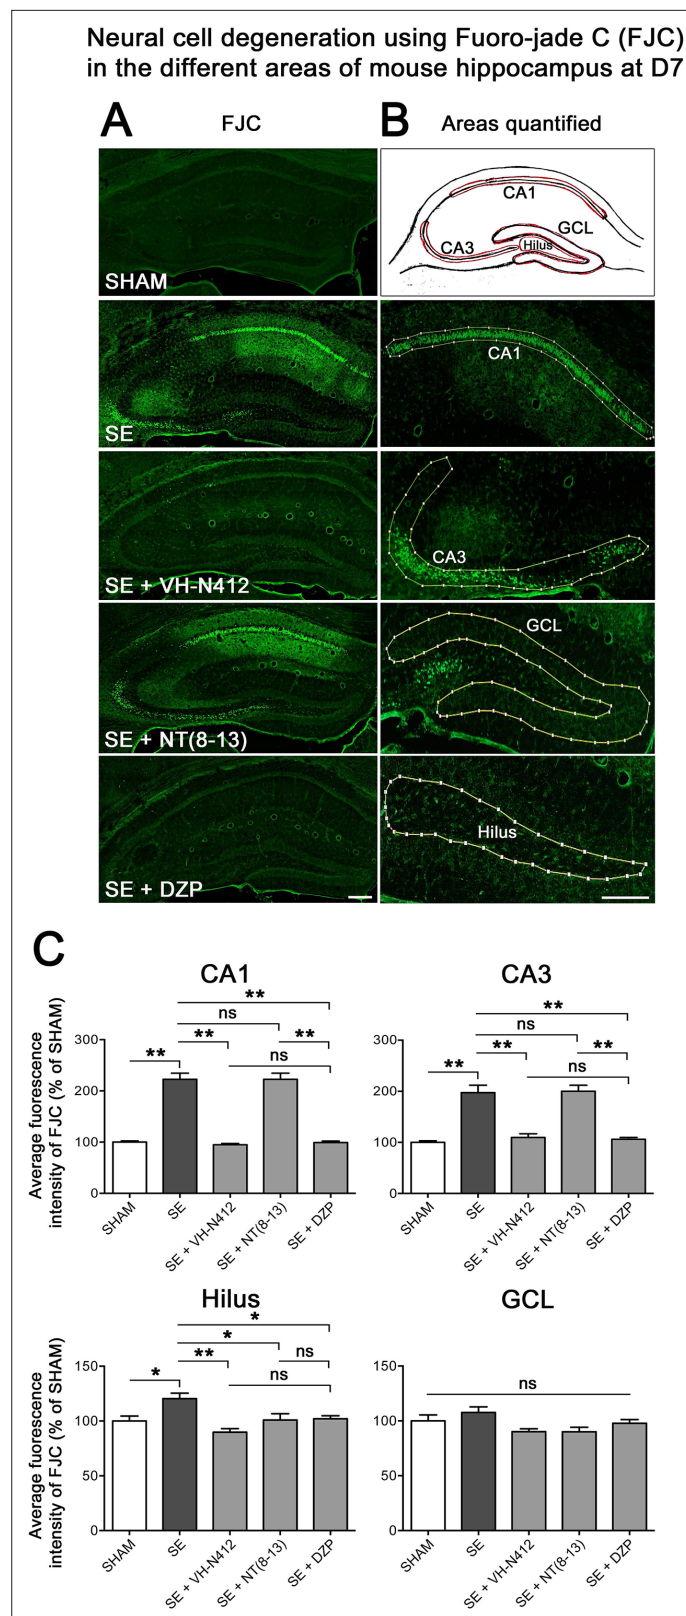 Neural cell degeneration using Fuoro-jade C (FJC)
in the different areas of mouse hippocampus at D7
A FJC
B Areas quantified
SHAM
CA1
GCL
Hilus
CA3
SE
CA1
SE + VH-N412
CA3
SE + NT(8-13)
GCL
SE + DZP
Hilus
C
CA1
Average fuorescence
intensity of FJC (% of SHAM)
300
200
100
0
**
ns
**
**
ns
**
SHAM
SE
SE + VH-N412
SE + NT(8-13)
SE + DZP
CA3
300
200
100
0
**
ns
**
**
ns
**
SHAM
SE
SE + VH-N412
SE + NT(8-13)
SE + DZP
Hilus
Average fuorescence
intensity of FJC (% of SHAM)
150
100
50
0
*
*
**
ns
ns
*
SHAM
SE
SE + VH-N412
SE + NT(8-13)
SE + DZP
GCL
150
100
50
0
ns
SHAM
SE
SE + VH-N412
SE + NT(8-13)
SE + DZP